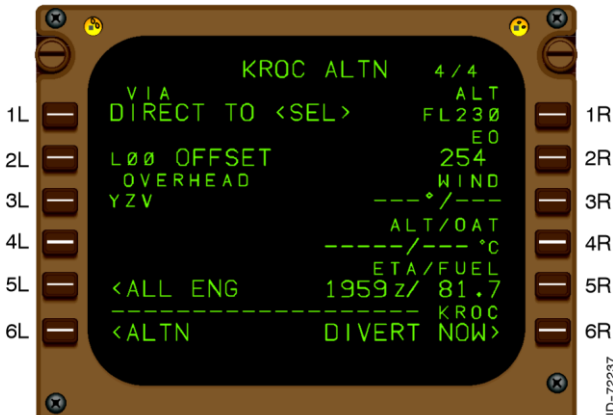 KROC ALTN 4/4
VIA ALT
1L DIRECT TO <SEL> FL230 1R
EO
2L L00 OFFSET 254 2R
OVERHEAD WIND
3L YZV ---°/--- 3R
ALT/OAT
4L -----/--- °C 4R
ETA/FUEL
5L <ALL ENG 1959z/ 81.7 5R
------------------ KROC
6L <ALTN DIVERT NOW> 6R
ID-72237